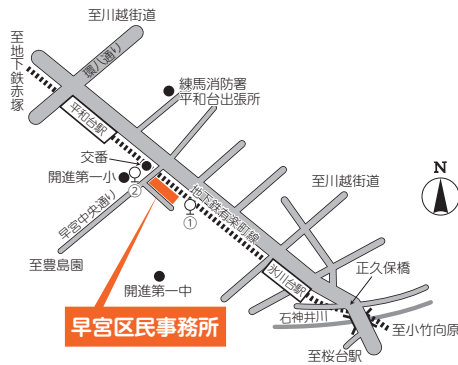 至川越街道
至地下鉄赤塚
環八通り
練馬消防署
平和台出張所
平和台駅
交番
開進第一小
②
①
地下鉄有楽町線
至川越街道
N
早宮中央通り
至豊島園
氷川台駅
正久保橋
開進第一中
石神井川
至小竹向原
早宮区民事務所
至桜台駅